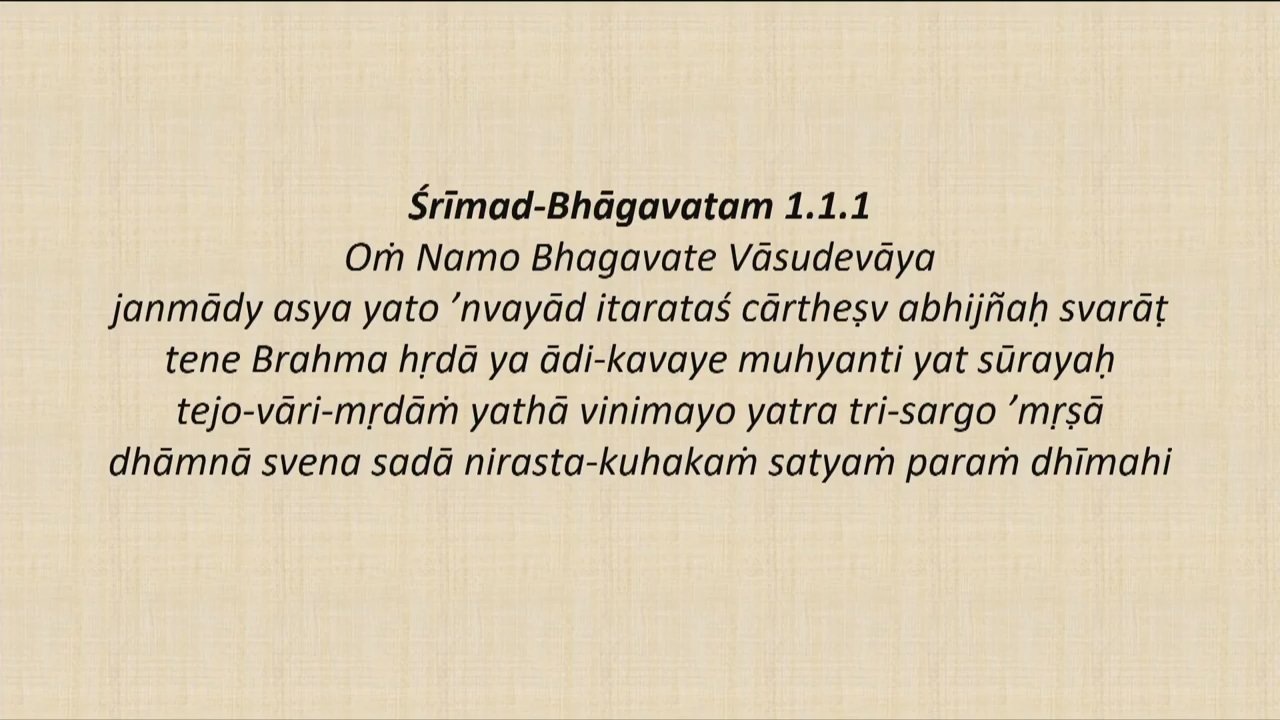 Śrīmad-Bhāgavatam 1.1.1
Oṁ Namo Bhagavate Vāsudevāya
janmādy asya yato ’nvayād itarataś cārtheṣv abhijñaḥ svarāṭ
tene Brahma hṛdā ya ādi-kavaye muhyanti yat sūrayaḥ
tejo-vāri-mṛdāṁ yathā vinimayo yatra tri-sargo ’mṛṣā
dhāmnā svena sadā nirasta-kuhakaṁ satyaṁ paraṁ dhīmahi